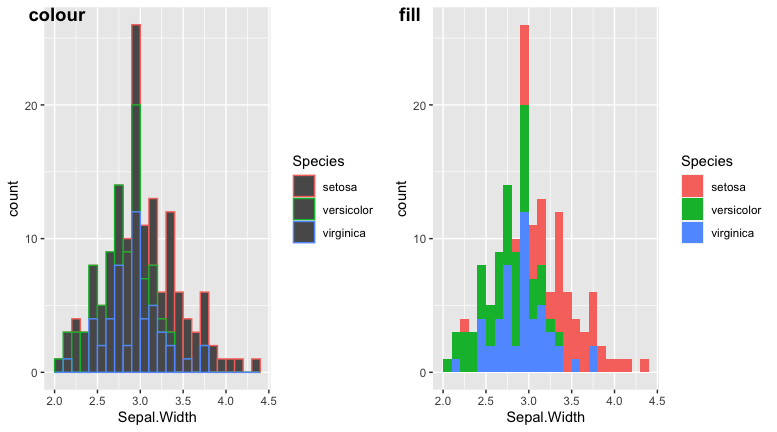 colour
count
20
10
0
2.0 2.5 3.0 3.5 4.0 4.5
Sepal.Width
Species
setosa
versicolor
virginica
fill
count
20
10
0
2.0 2.5 3.0 3.5 4.0 4.5
Sepal.Width
Species
setosa
versicolor
virginica